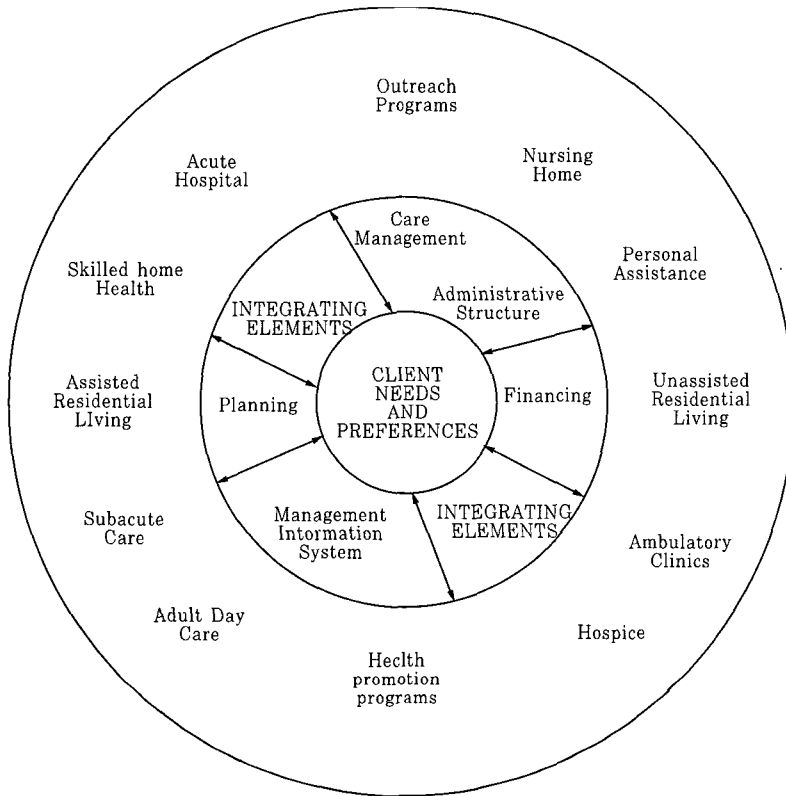 Outreach
Programs
Nursing
Home
Personal
Assistance
Unassisted
Residential
Living
Ambulatory
Clinics
Hospice
Heclth
promotion
programs
Adult Day
Care
Subacute
Care
Assisted
Residential
LIving
Skilled home
Health
Acute
Hospital
Care
Management
Administrative
Structure
Financing
INTEGRATING
ELEMENTS
Management
Intormation
System
Planning
INTEGRATING
ELEMENTS
CLIENT
NEEDS
AND
PREFERENCES